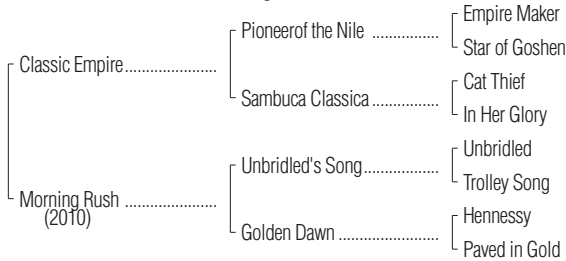 Empire Maker
Pioneerof the Nile ................
Star of Goshen
Classic Empire......................
Cat Thief
Sambuca Classica................
In Her Glory
Unbridled
Unbridled's Song..................
Trolley Song
Morning Rush ......................
(2010)
Hennessy
Golden Dawn ........................
Paved in Gold